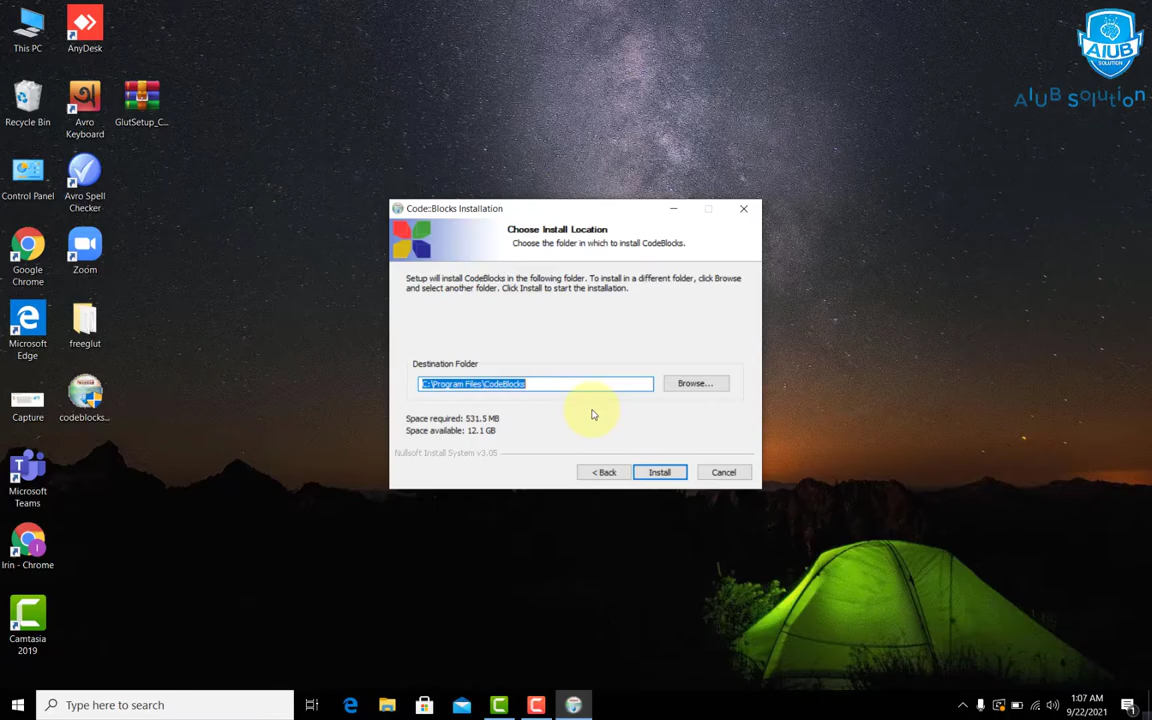 This PC
AnyDesk
Recycle Bin
Avro
Keyboard
GlutSetup_C...
Control Panel
Avro Spell
Checker
Google
Chrome
Zoom
Microsoft
Edge
freeglut
Capture
codeblocks...
Microsoft
Teams
Irin - Chrome
Camtasia
2019
AIUB
SOLUTION
AIUB Solution
Code::Blocks Installation
Choose Install Location
Choose the folder in which to install CodeBlocks.
Setup will install CodeBlocks in the following folder. To install in a different folder, click Browse
and select another folder. Click Install to start the installation.
Destination Folder
C:\Program Files\CodeBlocks
Browse...
Space required: 531.5 MB
Space available: 12.1 GB
Nullsoft Install System v3.05
< Back
Install
Cancel
Type here to search
1:07 AM
9/22/2021
1